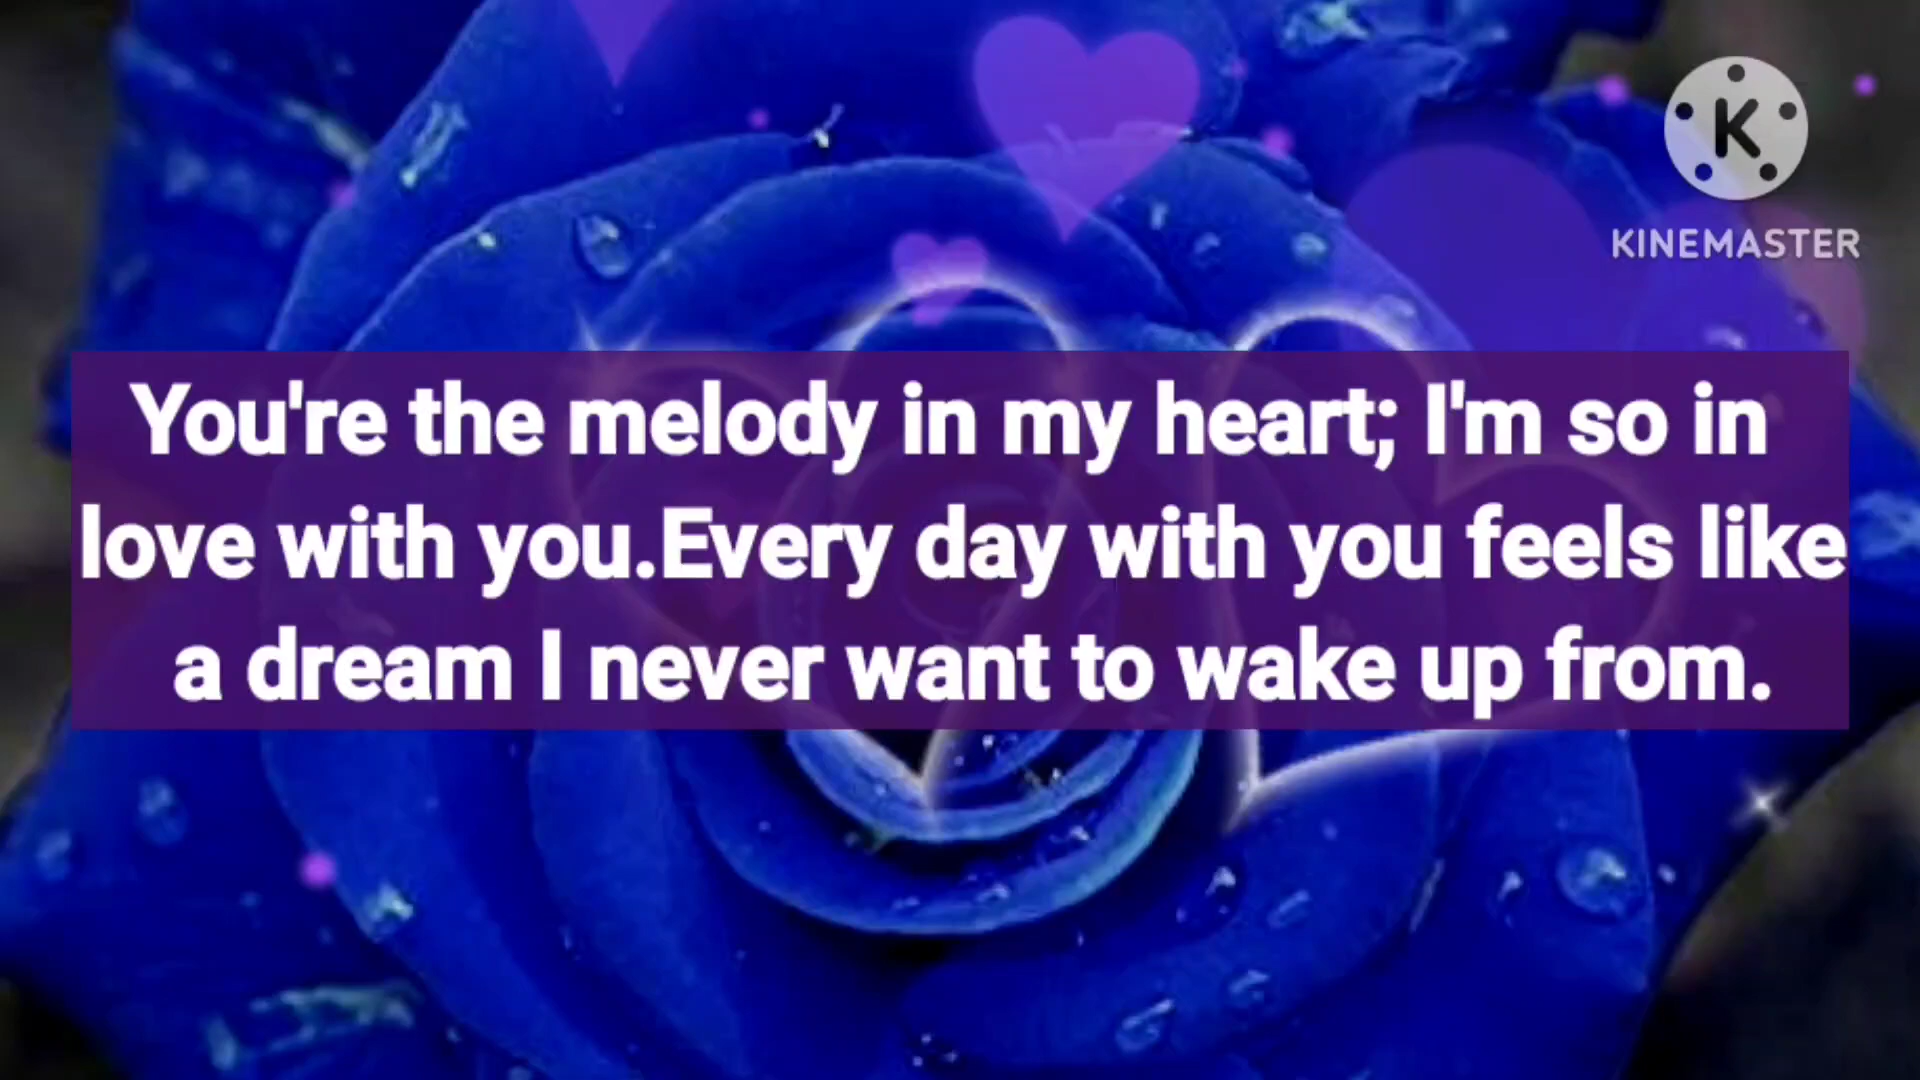 K
KINEMASTER
You're the melody in my heart; I'm so in
love with you.Every day with you feels like
a dream I never want to wake up from.